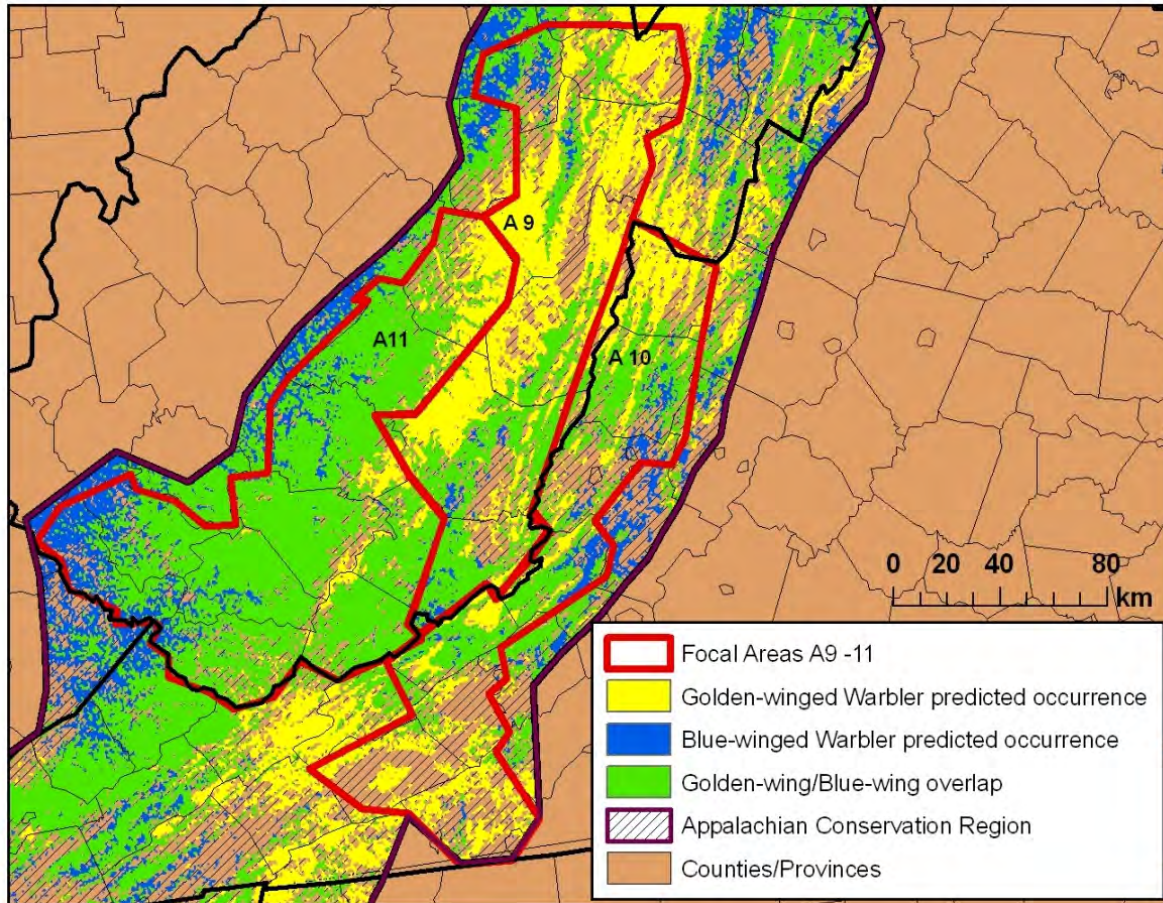 A 9
A11
A 10
0 20 40 80
km
Focal Areas A9 -11
Golden-winged Warbler predicted occurrence
Blue-winged Warbler predicted occurrence
Golden-wing/Blue-wing overlap
Appalachian Conservation Region
Counties/Provinces